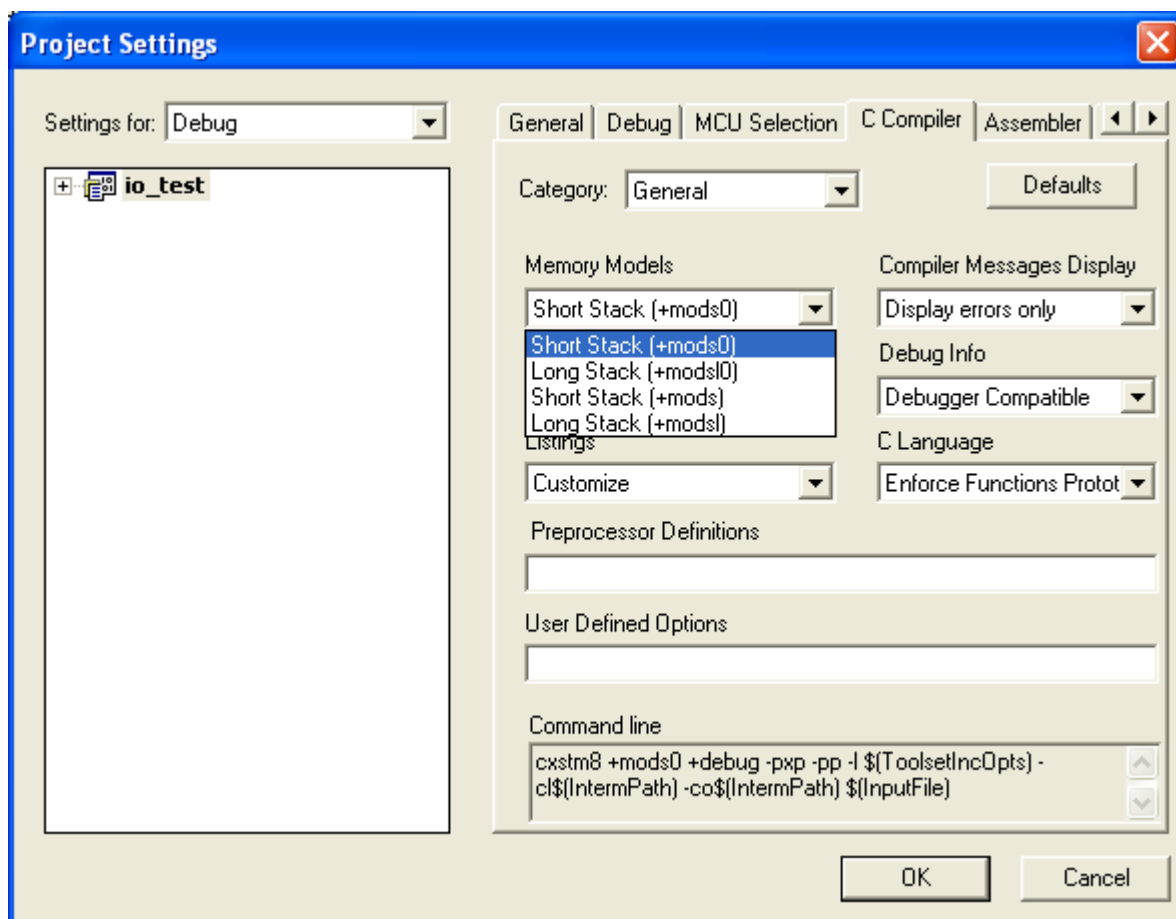 Project Settings
Settings for: Debug
io_test
General Debug MCU Selection C Compiler Assembler
Category: General Defaults
Memory Models Compiler Messages Display
Short Stack (+mods0) Display errors only
Short Stack (+mods0)
Long Stack (+modsl0)
Short Stack (+mods)
Long Stack (+modsl)
Debug Info
Debugger Compatible
Listings C Language
Customize Enforce Functions Protot
Preprocessor Definitions
User Defined Options
Command line
cxstm8 +mods0 +debug -pxp -pp -l $(ToolsetIncOpts) -
cl$(IntermPath) -co$(IntermPath) $(InputFile)
OK Cancel